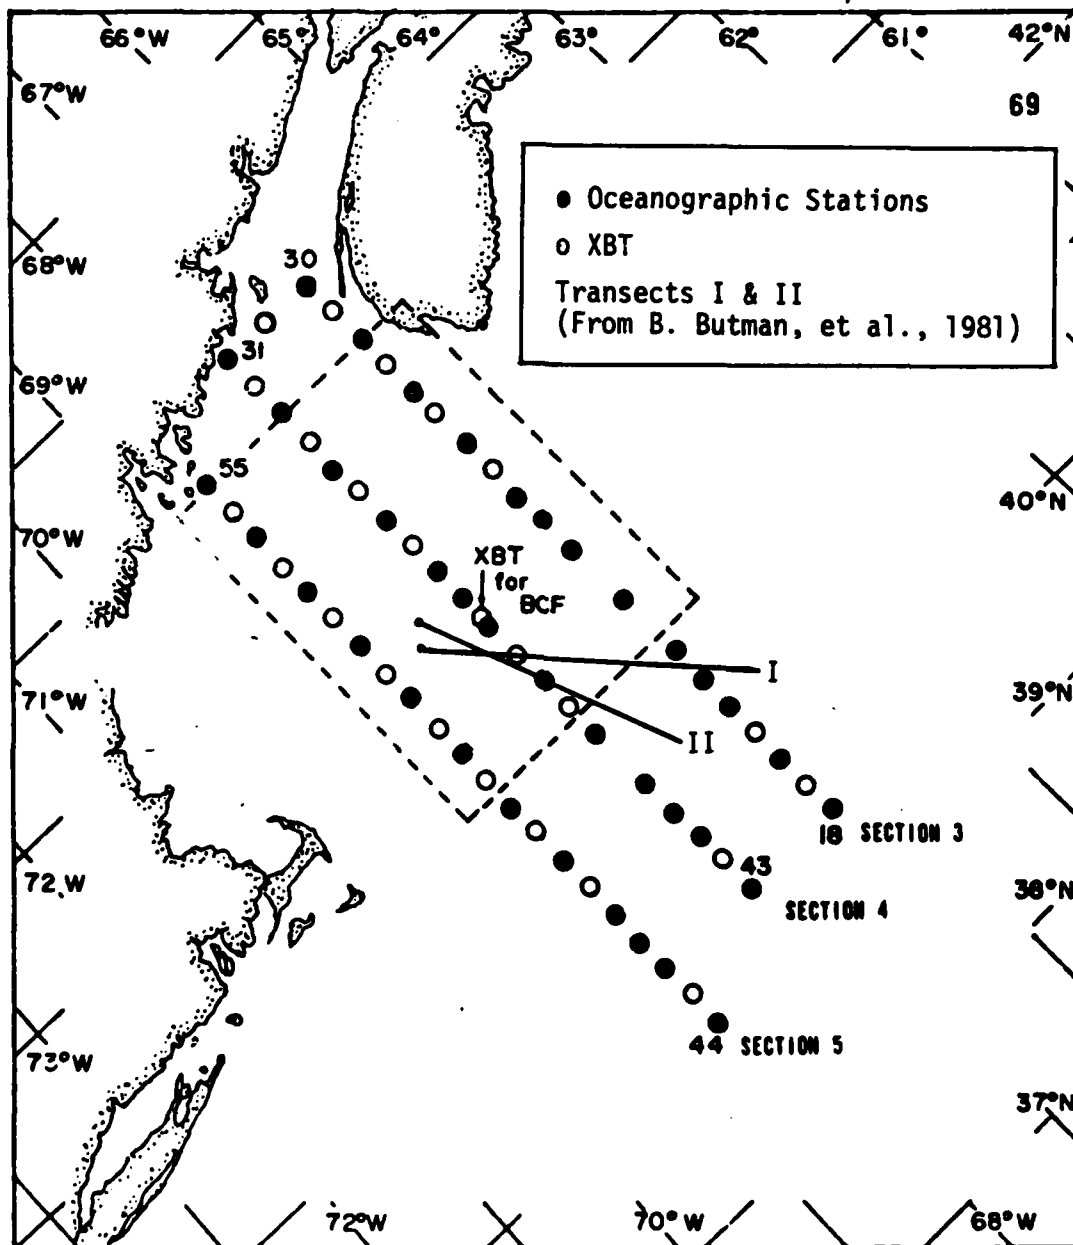 66°W
65°
64°
63°
62°
61°
42°N
67°W
69
● Oceanographic Stations
o XBT
Transects I & II
(From B. Butman, et al., 1981)
68°W
30
31
69°W
55
40°N
70°W
XBT
for
BCF
I
71°W
39°N
II
18 SECTION 3
43
72°W
38°N
SECTION 4
44 SECTION 5
73°W
37°N
72°W
70°W
68°W